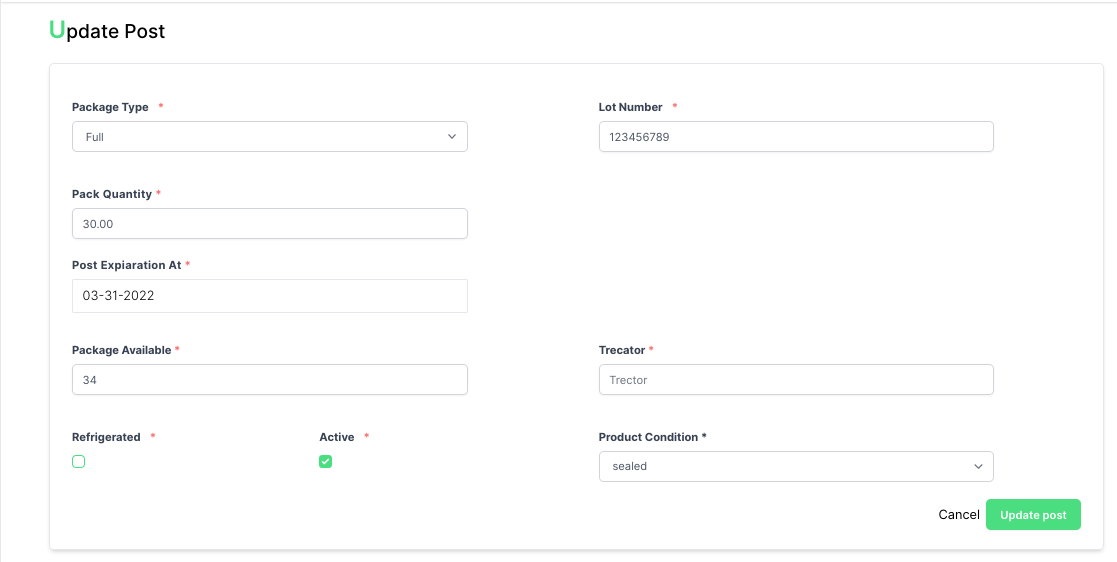 Update Post
Package Type *
Lot Number *
Full
123456789
Pack Quantity *
30.00
Post Expiaration At *
03-31-2022
Package Available *
Trecator *
34
Trector
Refrigerated *
Active *
Product Condition *
sealed
Cancel
Update post